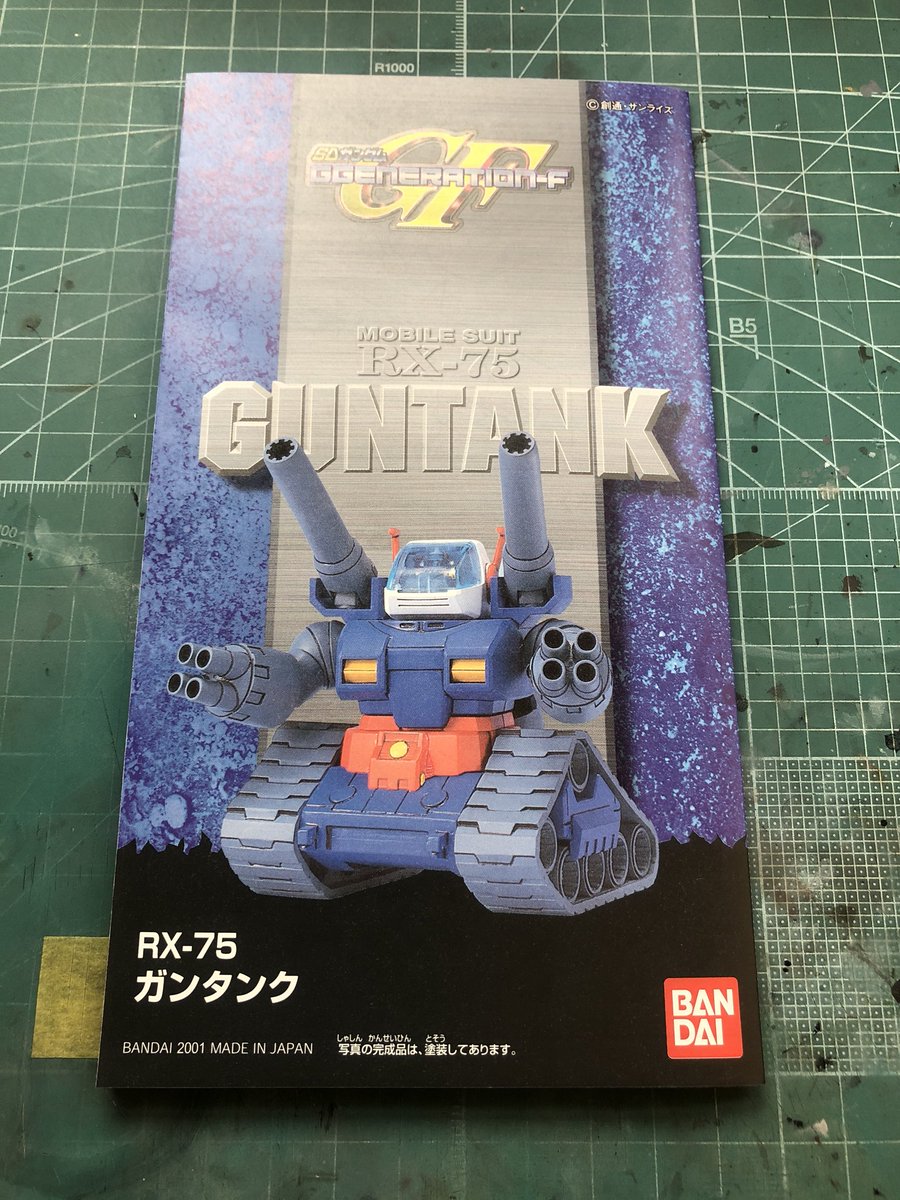 R1000
©創通・サンライズ
SDガンダム
GGENERATION-F
GF
MOBILE SUIT
RX-75
GUNTANK
B5
RX-75
ガンタンク
BANDAI 2001 MADE IN JAPAN
しゃしん かんせいひん とそう
写真の完成品は、塗装してあります。
BAN
DAI